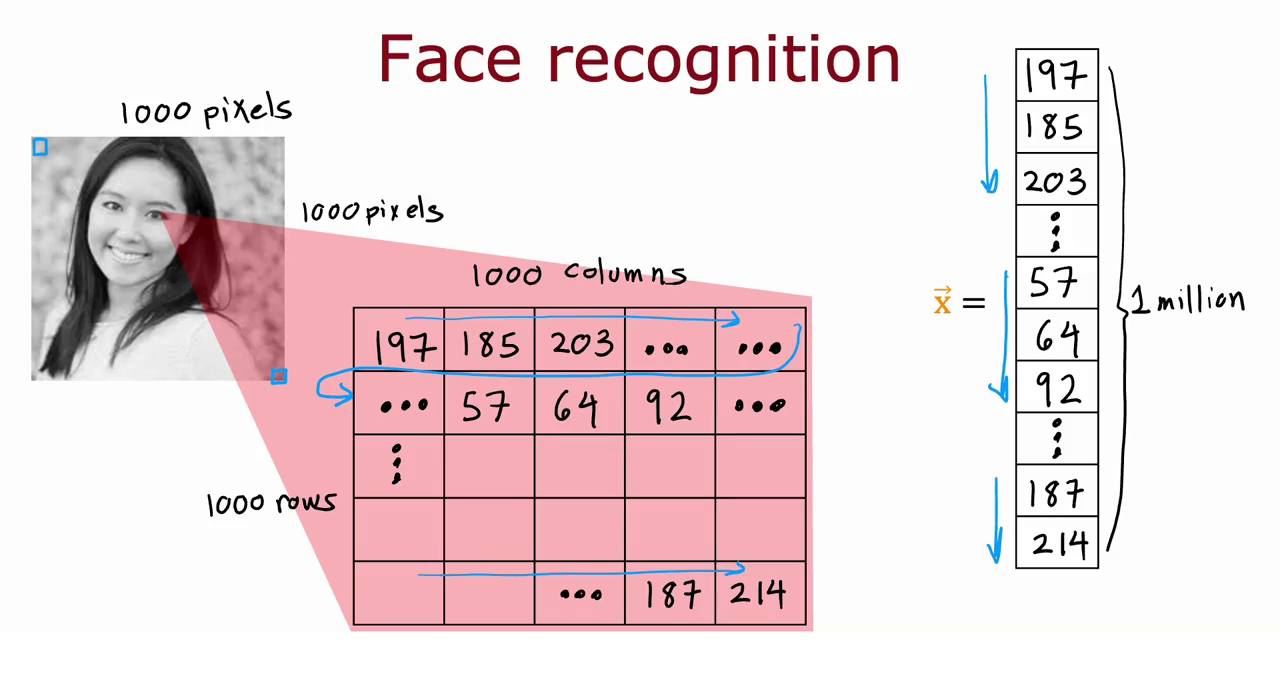 Face recognition
1000 pixels
1000 pixels
1000 columns
1000 rows
197 185 203 ... ...
... 57 64 92 ...
⋮
... 187 214
x⃗ =
197
185
203
⋮
57
64
92
⋮
187
214
1 million